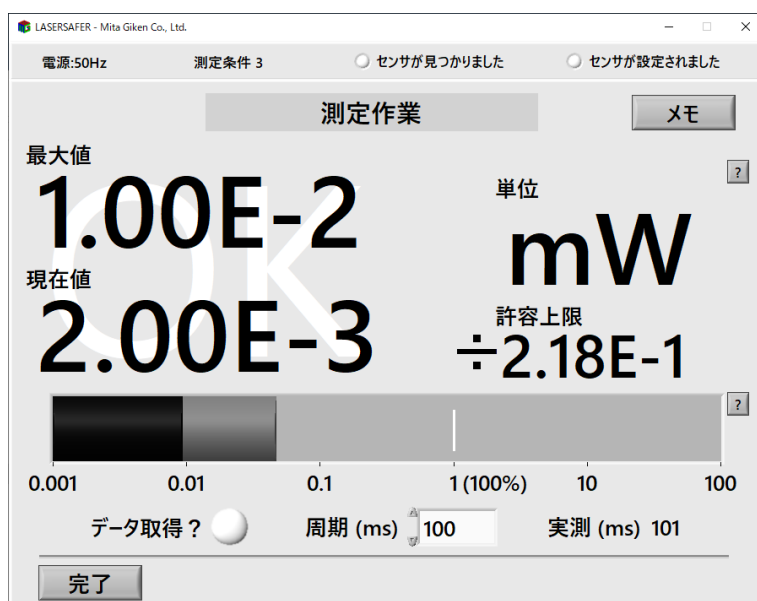 LASERSAFER - Mita Giken Co., Ltd.
電源:50Hz 測定条件 3 センサが見つかりました センサが設定されました
測定作業 メモ
最大値
1.00E-2
単位 ?
mW
現在値
2.00E-3
許容上限
÷2.18E-1
OK
?
0.001 0.01 0.1 1 (100%) 10 100
データ取得？ 周期 (ms) 100 実測 (ms) 101
完了